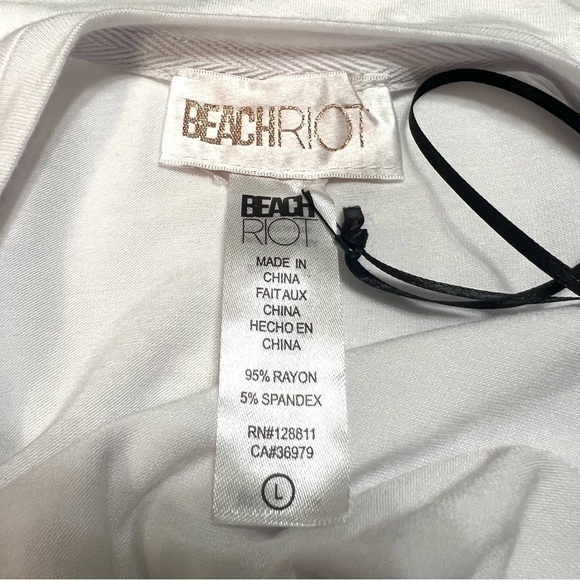 BEACHRIOT
BEACH
RIOT
MADE IN
CHINA
FAIT AUX
CHINA
HECHO EN
CHINA
95% RAYON
5% SPANDEX
RN#128811
CA#36979
L